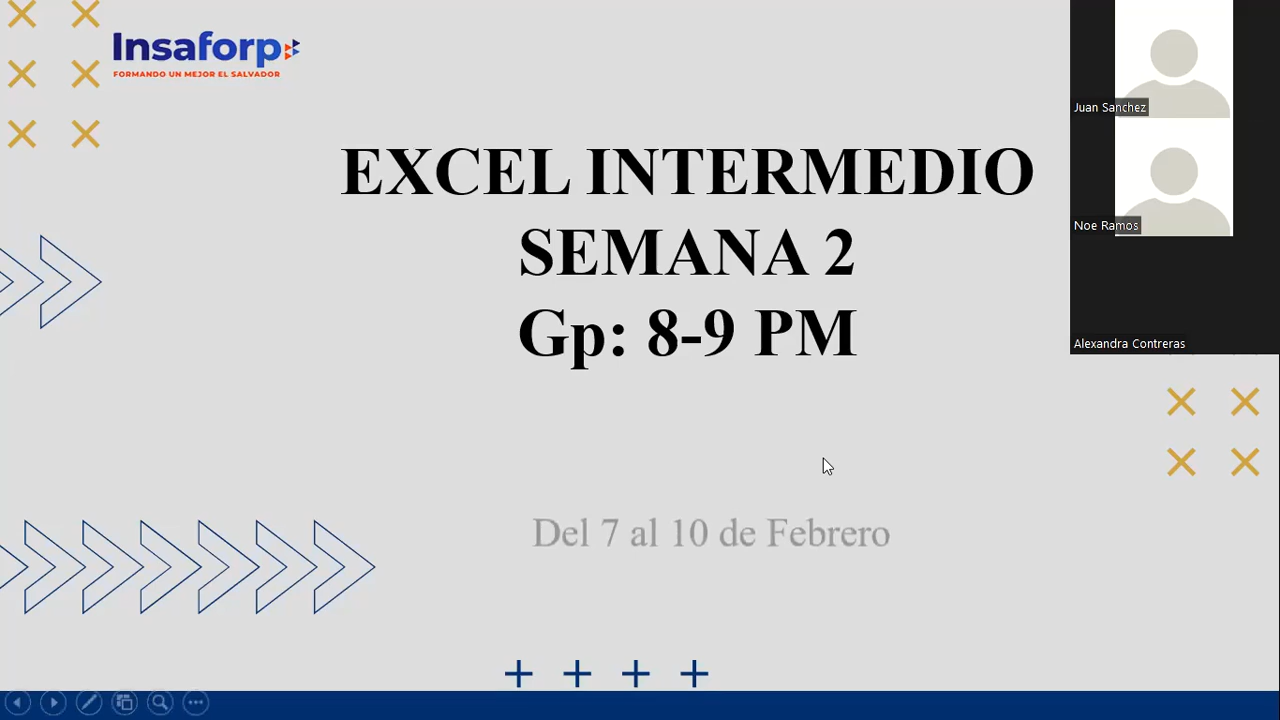 Insaforp
FORMANDO UN MEJOR EL SALVADOR
EXCEL INTERMEDIO
SEMANA 2
Gp: 8-9 PM
Del 7 al 10 de Febrero
Juan Sanchez
Noe Ramos
Alexandra Contreras